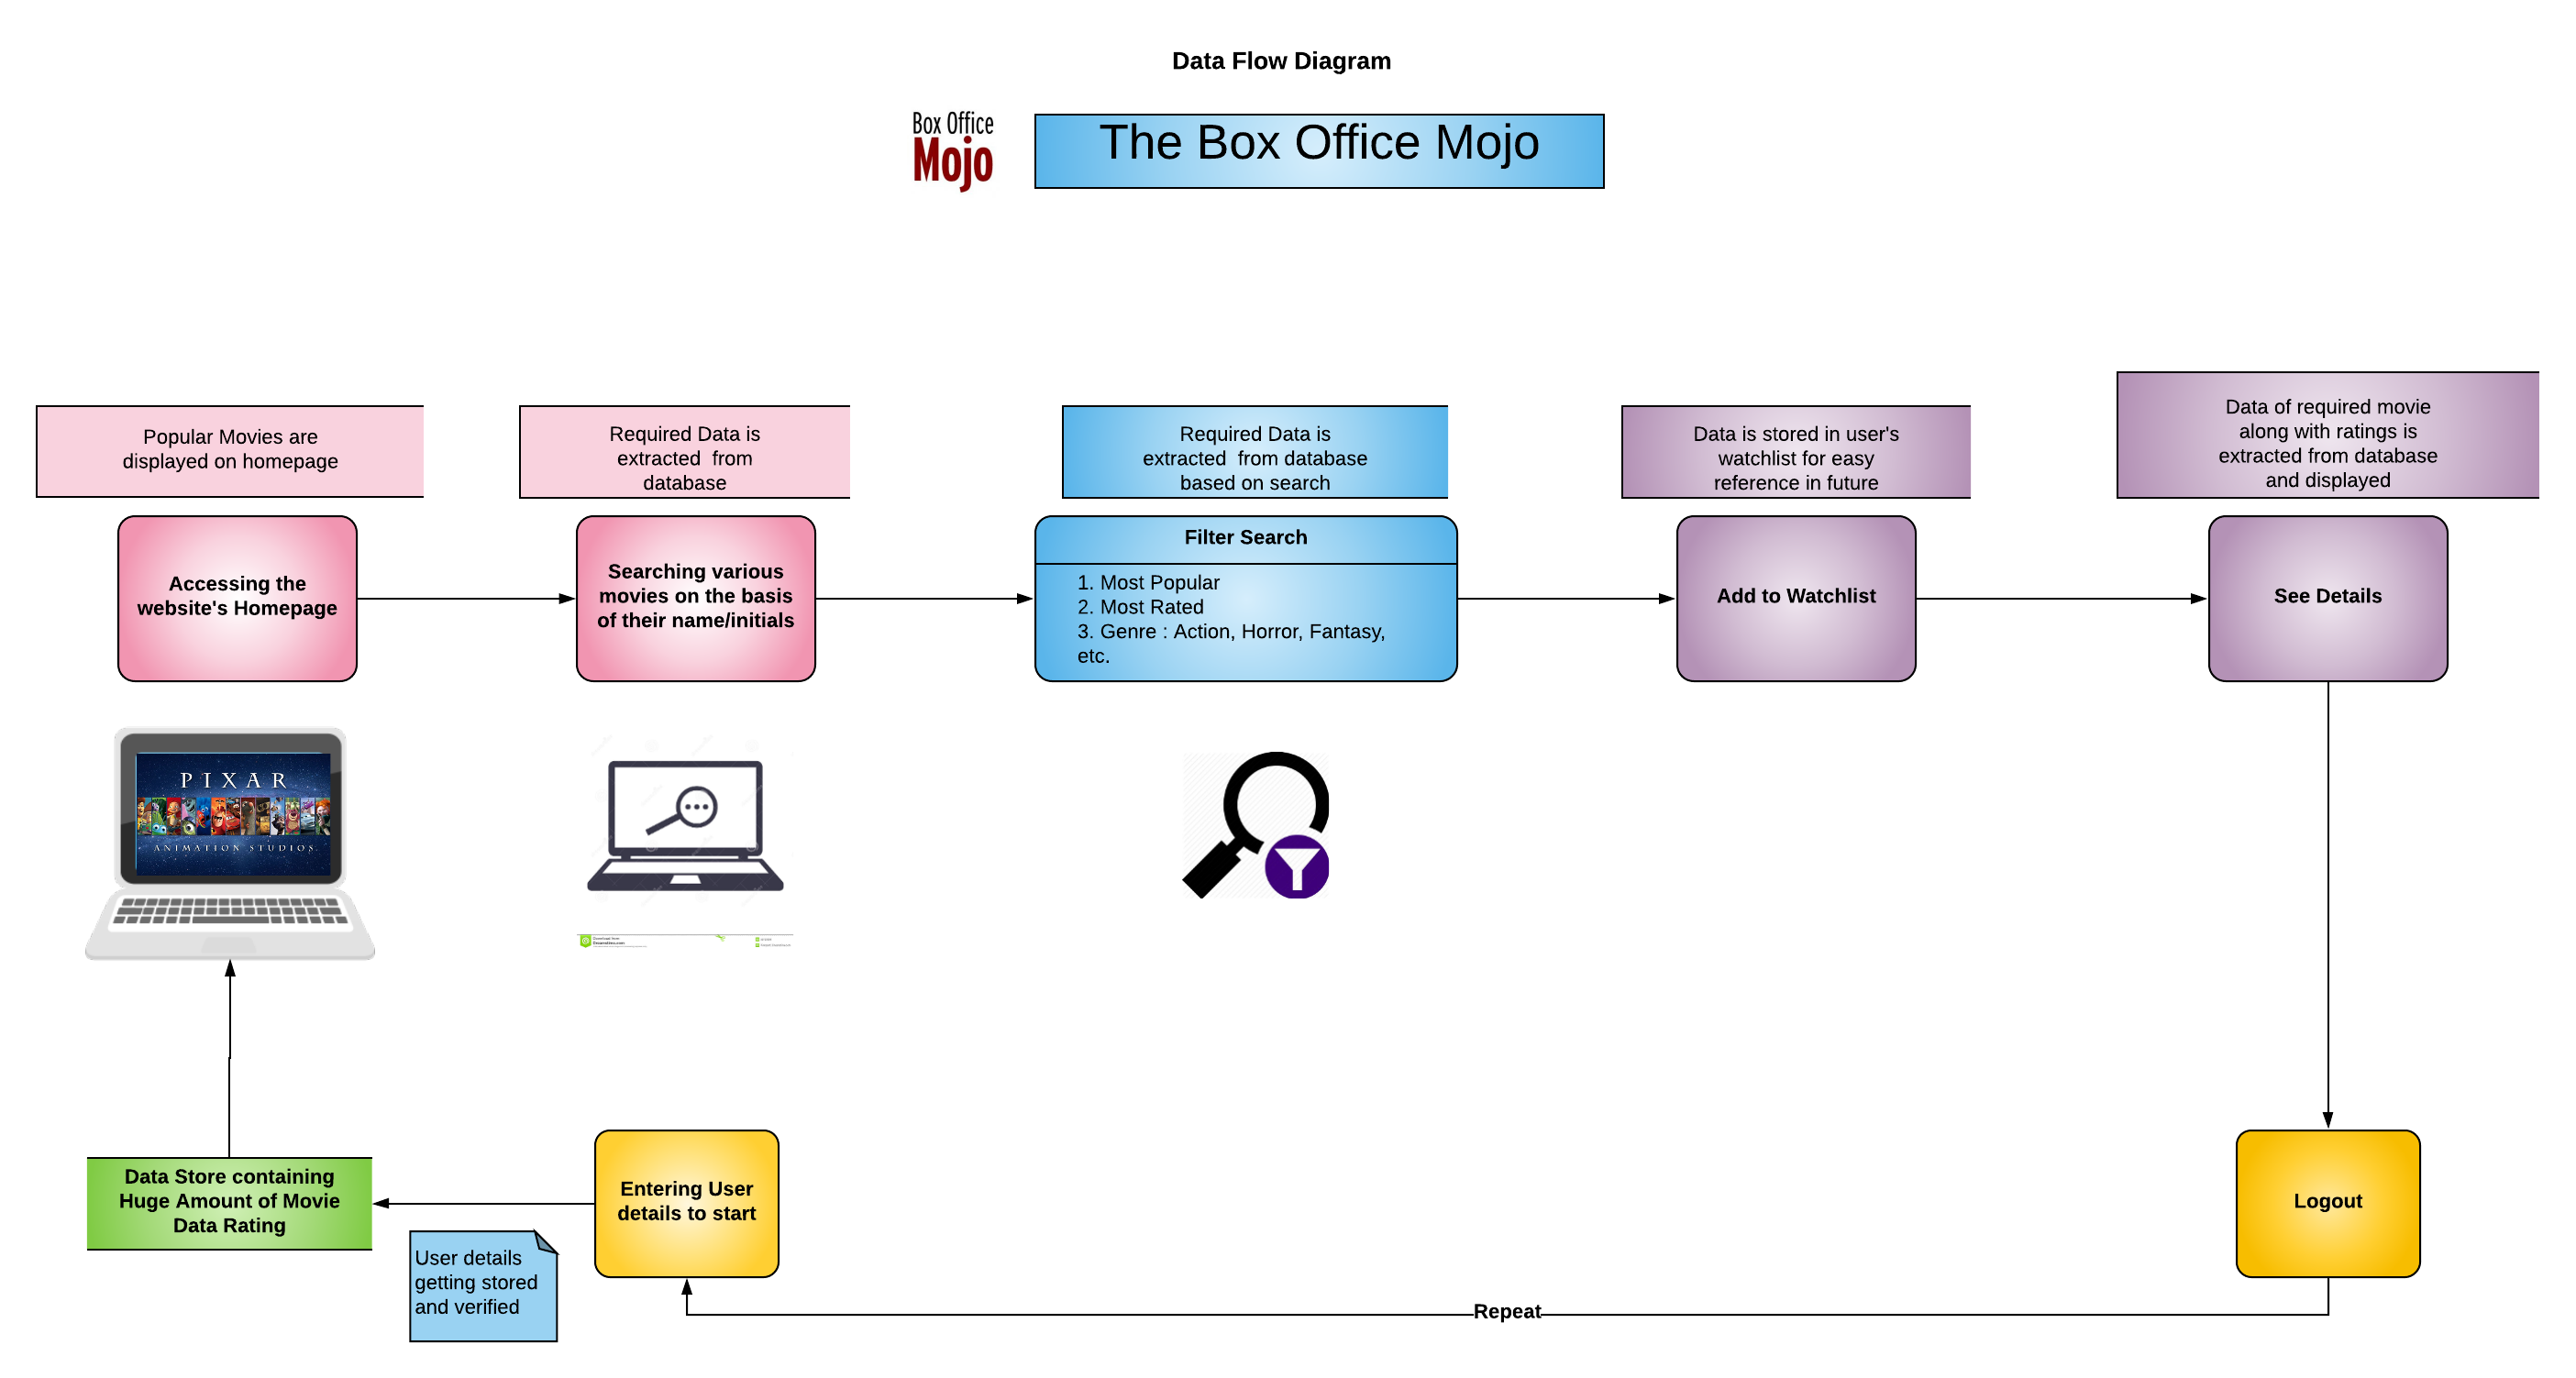 Data Flow Diagram
Box Office
Mojo
The Box Office Mojo
Popular Movies are
displayed on homepage
Required Data is
extracted  from
database
Required Data is
extracted  from database
based on search
Data is stored in user's
watchlist for easy
reference in future
Data of required movie
along with ratings is
extracted from database
and displayed
Accessing the
website's Homepage
Searching various
movies on the basis
of their name/initials
Filter Search
1. Most Popular
2. Most Rated
3. Genre : Action, Horror, Fantasy,
etc.
Add to Watchlist
See Details
PIXAR
ANIMATION STUDIOS
Data Store containing
Huge Amount of Movie
Data Rating
User details
getting stored
and verified
Entering User
details to start
Logout
Repeat